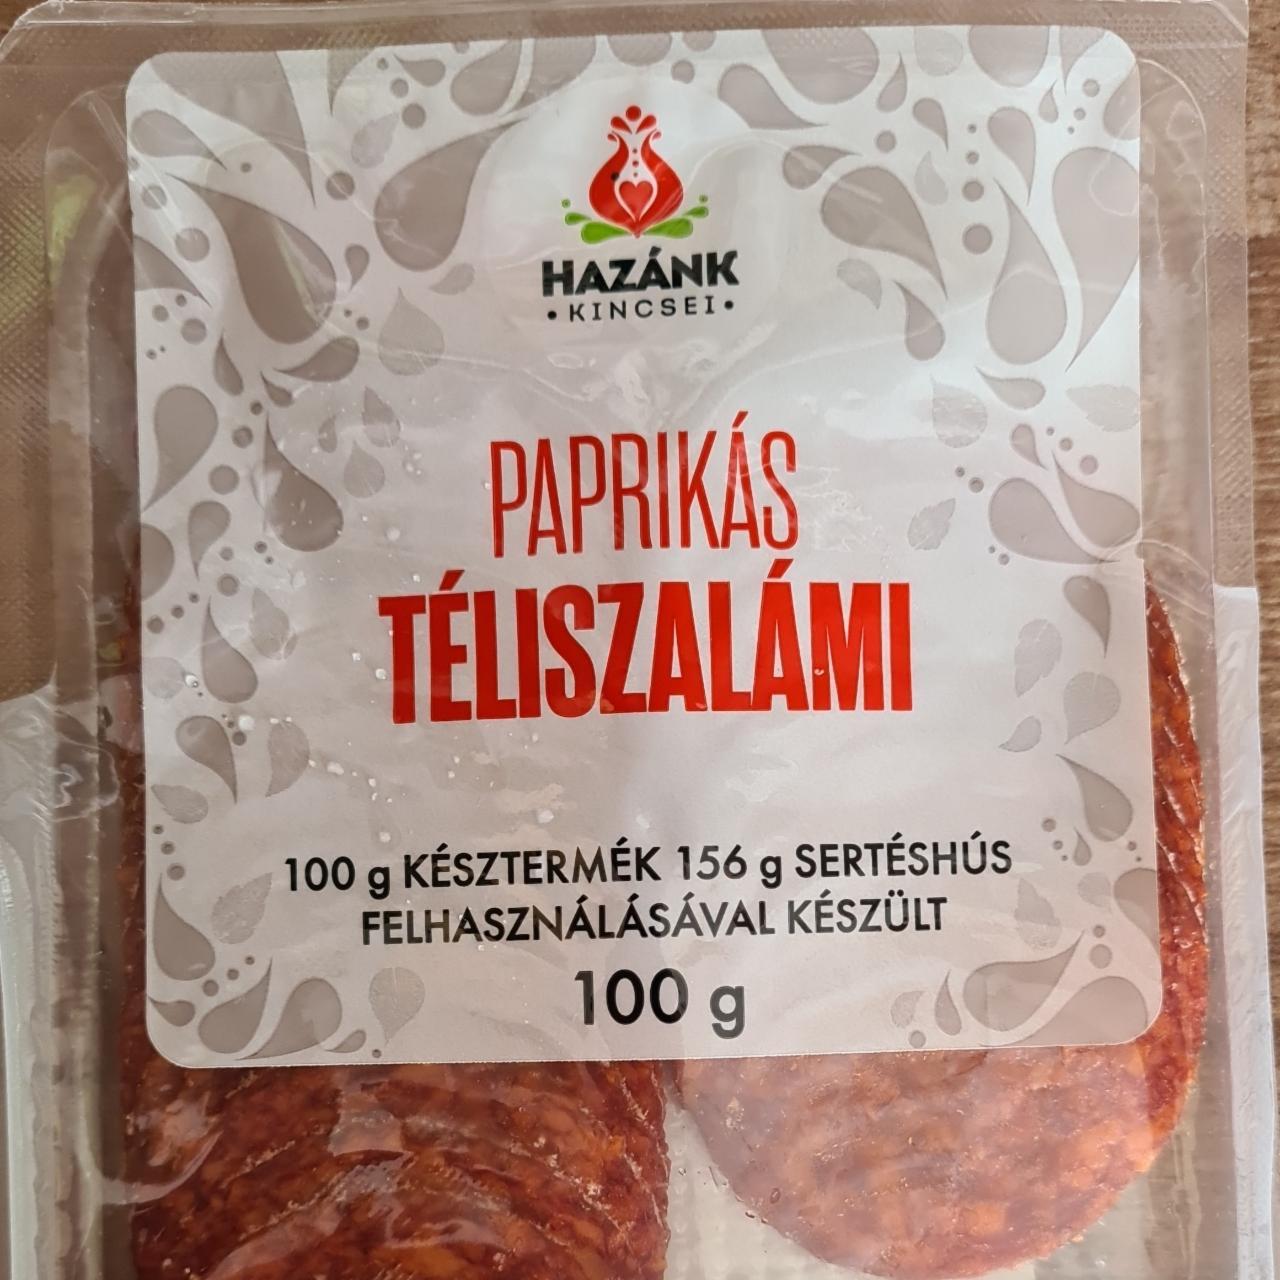 HAZÁNK
• KINCSEI •
PAPRIKÁS
TÉLISZALÁMI
100 g KÉSZTERMÉK 156 g SERTÉSHÚS
FELHASZNÁLÁSÁVAL KÉSZÜLT
100 g